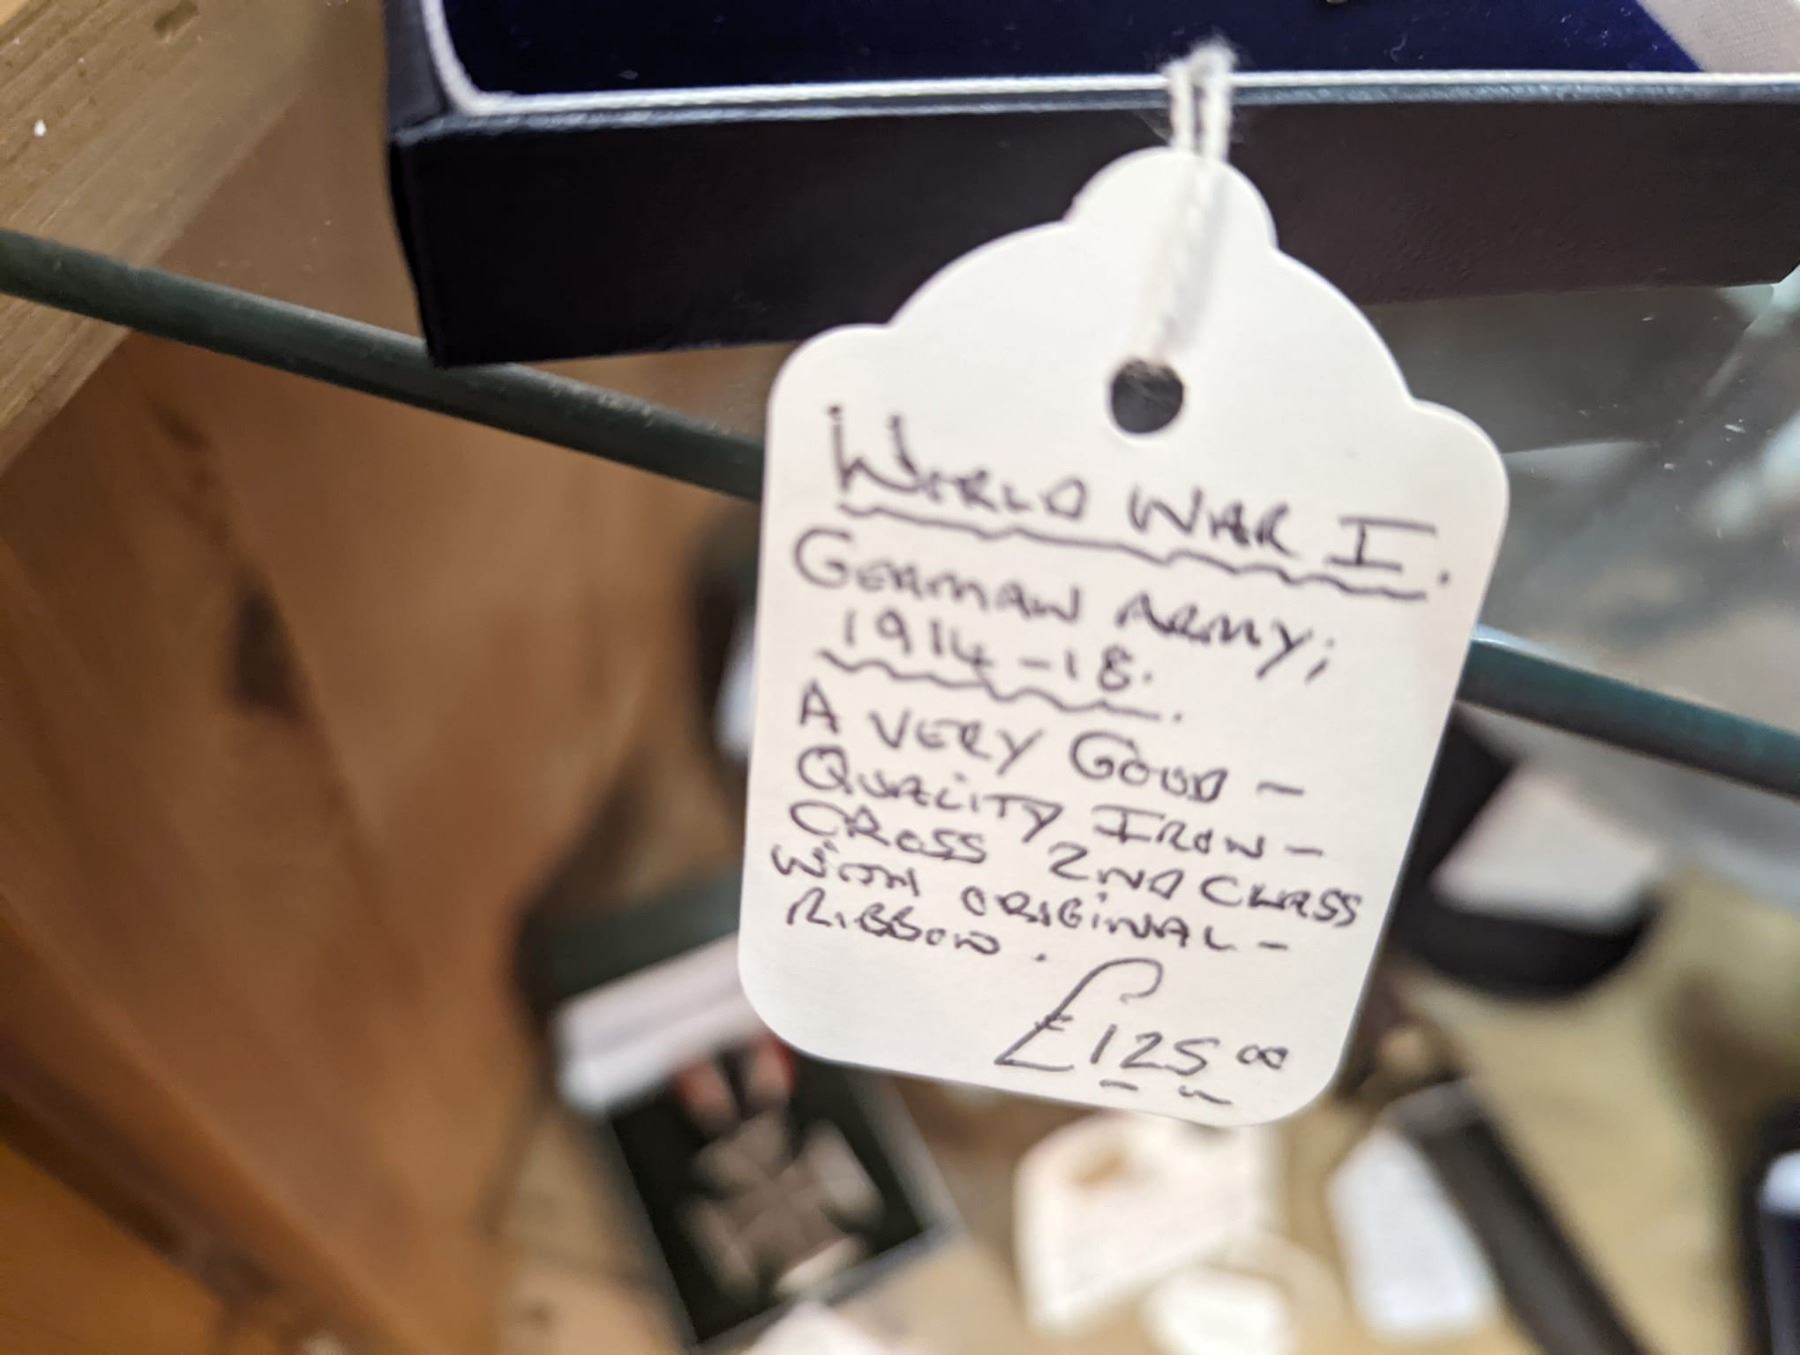 WORLD WAR I.
GERMAN ARMY;
1914-18.
A VERY GOOD -
QUALITY IRON -
CROSS 2ND CLASS
WITH ORIGINAL -
RIBBON.
£125.00